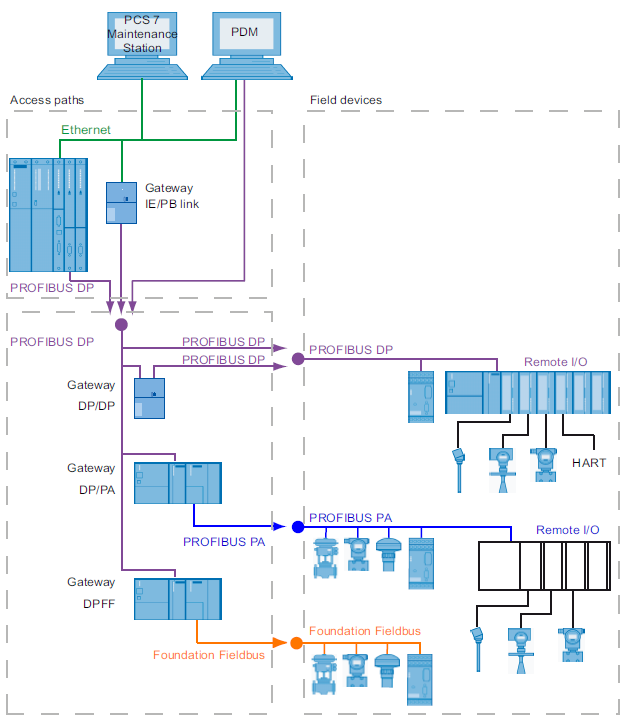 PCS 7
Maintenance
Station
PDM
Access paths
Field devices
Ethernet
Gateway
IE/PB link
PROFIBUS DP
PROFIBUS DP
PROFIBUS DP
PROFIBUS DP
PROFIBUS DP
Remote I/O
Gateway
DP/DP
HART
Gateway
DP/PA
PROFIBUS PA
PROFIBUS PA
Remote I/O
Gateway
DPFF
Foundation Fieldbus
Foundation Fieldbus